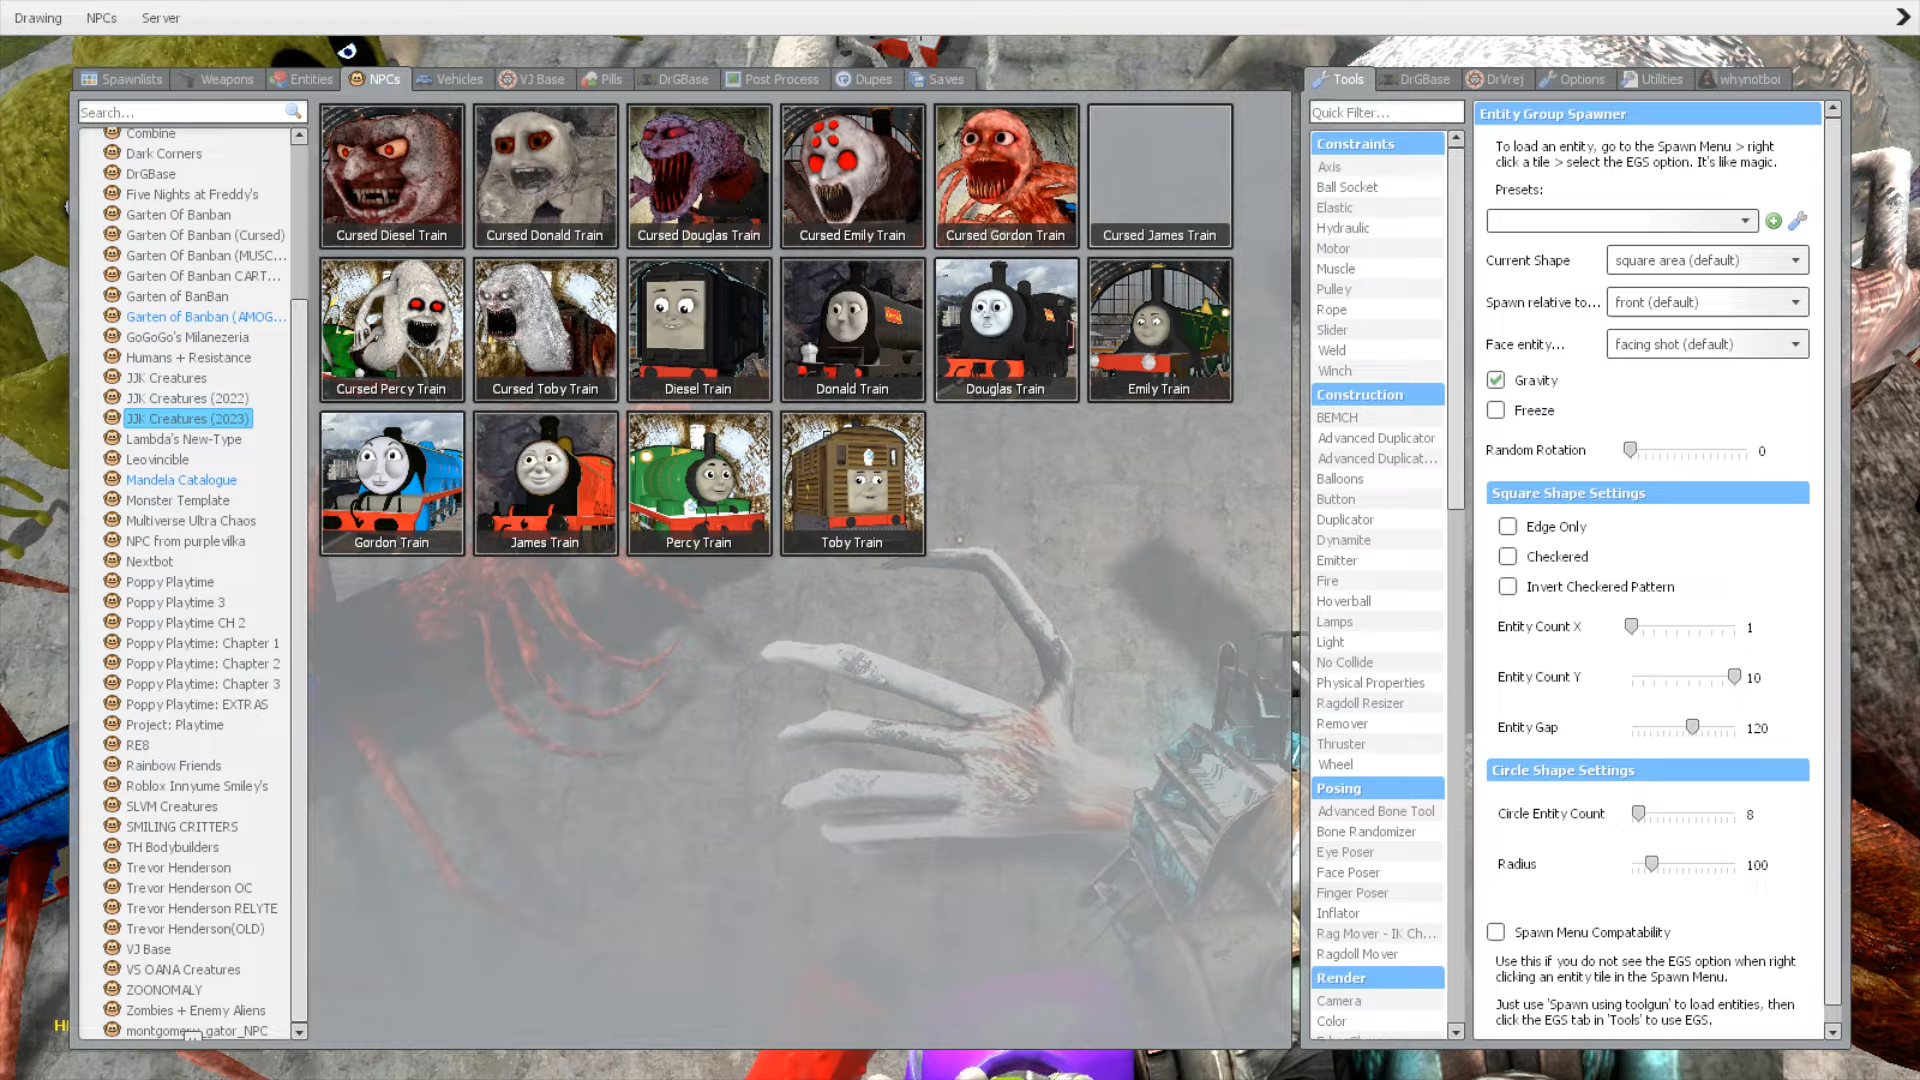 Drawing NPCs Server
Spawnlists Weapons Entities NPCs Vehicles VJ Base Pills DrGBase Post Process Dupes Saves
Search...
Combine
Dark Corners
DrGBase
Five Nights at Freddy's
Garten Of Banban
Garten Of Banban (Cursed)
Garten Of Banban (MUSC...
Garten Of Banban CART...
Garten of BanBan
Garten of Banban (AMOG...
GoGoGo's Milanezeria
Humans + Resistance
JJK Creatures
JJK Creatures (2022)
JJK Creatures (2023)
Lambda's New-Type
Leovincible
Mandela Catalogue
Monster Template
Multiverse Ultra Chaos
NPC from purplevilka
Nextbot
Poppy Playtime
Poppy Playtime 3
Poppy Playtime CH 2
Poppy Playtime: Chapter 1
Poppy Playtime: Chapter 2
Poppy Playtime: Chapter 3
Poppy Playtime: EXTRAS
Project: Playtime
RE8
Rainbow Friends
Roblox Innyume Smiley's
SLVM Creatures
SMILING CRITTERS
TH Bodybuilders
Trevor Henderson
Trevor Henderson OC
Trevor Henderson RELYTE
Trevor Henderson(OLD)
VJ Base
VS OANA Creatures
ZOONOMALY
Zombies + Enemy Aliens
montgomery_gator_NPC
Cursed Diesel Train
Cursed Donald Train
Cursed Douglas Train
Cursed Emily Train
Cursed Gordon Train
Cursed James Train
Cursed Percy Train
Cursed Toby Train
Diesel Train
Donald Train
Douglas Train
Emily Train
Gordon Train
James Train
Percy Train
Toby Train
Tools DrGBase DrVrej Options Utilities whynotboi
Quick Filter...
Constraints
Axis
Ball Socket
Elastic
Hydraulic
Motor
Muscle
Pulley
Rope
Slider
Weld
Winch
Construction
BEMCH
Advanced Duplicator
Advanced Duplicat...
Balloons
Button
Duplicator
Dynamite
Emitter
Fire
Hoverball
Lamps
Light
No Collide
Physical Properties
Ragdoll Resizer
Remover
Thruster
Wheel
Posing
Advanced Bone Tool
Bone Randomizer
Eye Poser
Face Poser
Finger Poser
Inflator
Rag Mover - IK Ch...
Ragdoll Mover
Render
Camera
Color
Entity Group Spawner
To load an entity, go to the Spawn Menu > right
click a tile > select the EGS option. It's like magic.
Presets:
Current Shape square area (default)
Spawn relative to... front (default)
Face entity... facing shot (default)
Gravity
Freeze
Random Rotation 0
Square Shape Settings
Edge Only
Checkered
Invert Checkered Pattern
Entity Count X 1
Entity Count Y 10
Entity Gap 120
Circle Shape Settings
Circle Entity Count 8
Radius 100
Spawn Menu Compatability
Use this if you do not see the EGS option when right
clicking an entity tile in the Spawn Menu.
Just use 'Spawn using toolgun' to load entities, then
click the EGS tab in 'Tools' to use EGS.